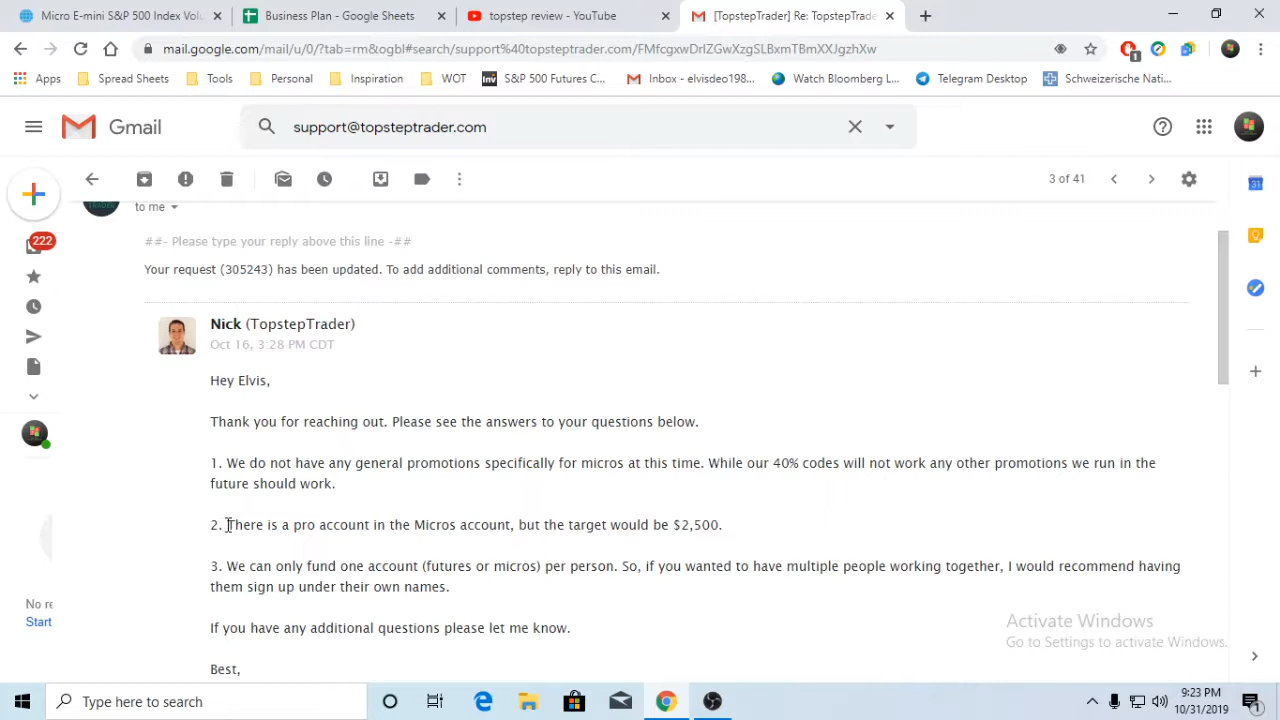 Micro E-mini S&P 500 Index Volu
Business Plan - Google Sheets
topstep review - YouTube
[TopstepTrader] Re: TopstepTrade
mail.google.com/mail/u/0/?tab=rm&ogbl#search/support%40topsteptrader.com/FMfcgxwDrlZGwXzgSLBxmTBmXXJgzhXw
1
Apps
Spread Sheets
Tools
Personal
Inspiration
WOT
Inv
S&P 500 Futures C...
Inbox - elvisdeo198...
Watch Bloomberg L...
Telegram Desktop
Schweizerische Nati...
Gmail
support@topsteptrader.com
3 of 41
31
222
TRADER
to me
##- Please type your reply above this line -##
Your request (305243) has been updated. To add additional comments, reply to this email.
Nick (TopstepTrader)
Oct 16, 3:28 PM CDT
Hey Elvis,
Thank you for reaching out. Please see the answers to your questions below.
1. We do not have any general promotions specifically for micros at this time. While our 40% codes will not work any other promotions we run in the
future should work.
2. There is a pro account in the Micros account, but the target would be $2,500.
3. We can only fund one account (futures or micros) per person. So, if you wanted to have multiple people working together, I would recommend having
them sign up under their own names.
No re
Start
If you have any additional questions please let me know.
Best,
Activate Windows
Go to Settings to activate Windows.
Type here to search
9:23 PM
10/31/2019
1